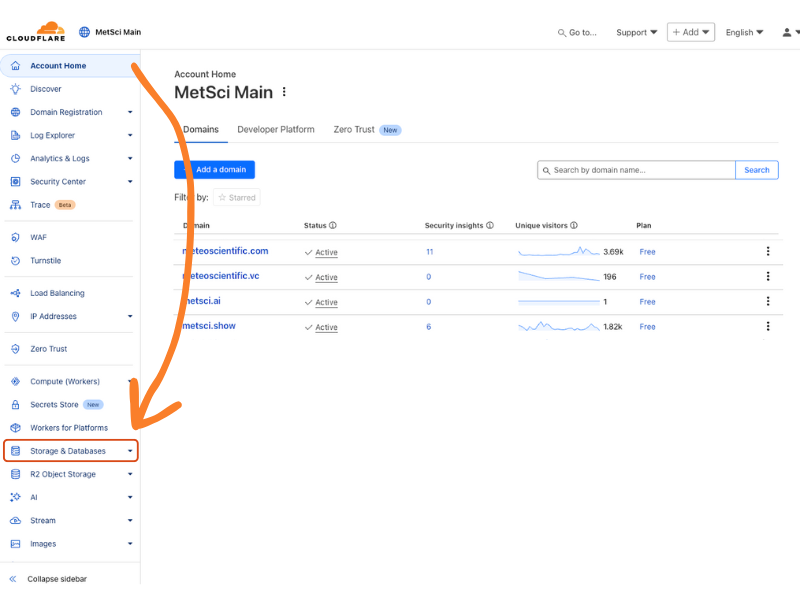 CLOUDFLARE
MetSci Main
Go to...
Support
+ Add
English
Account Home
Discover
Domain Registration
Log Explorer
Analytics & Logs
Security Center
Trace Beta
WAF
Turnstile
Load Balancing
IP Addresses
Zero Trust
Compute (Workers)
Secrets Store New
Workers for Platforms
Storage & Databases
R2 Object Storage
AI
Stream
Images
Collapse sidebar
Account Home
MetSci Main
Domains Developer Platform Zero Trust New
Add a domain
Search by domain name... Search
Filter by: Starred
Domain Status Security insights Unique visitors Plan
meteoscientific.com Active 11 3.69k Free
meteoscientific.vc Active 0 196 Free
metsci.ai Active 0 1 Free
metsci.show Active 6 1.82k Free